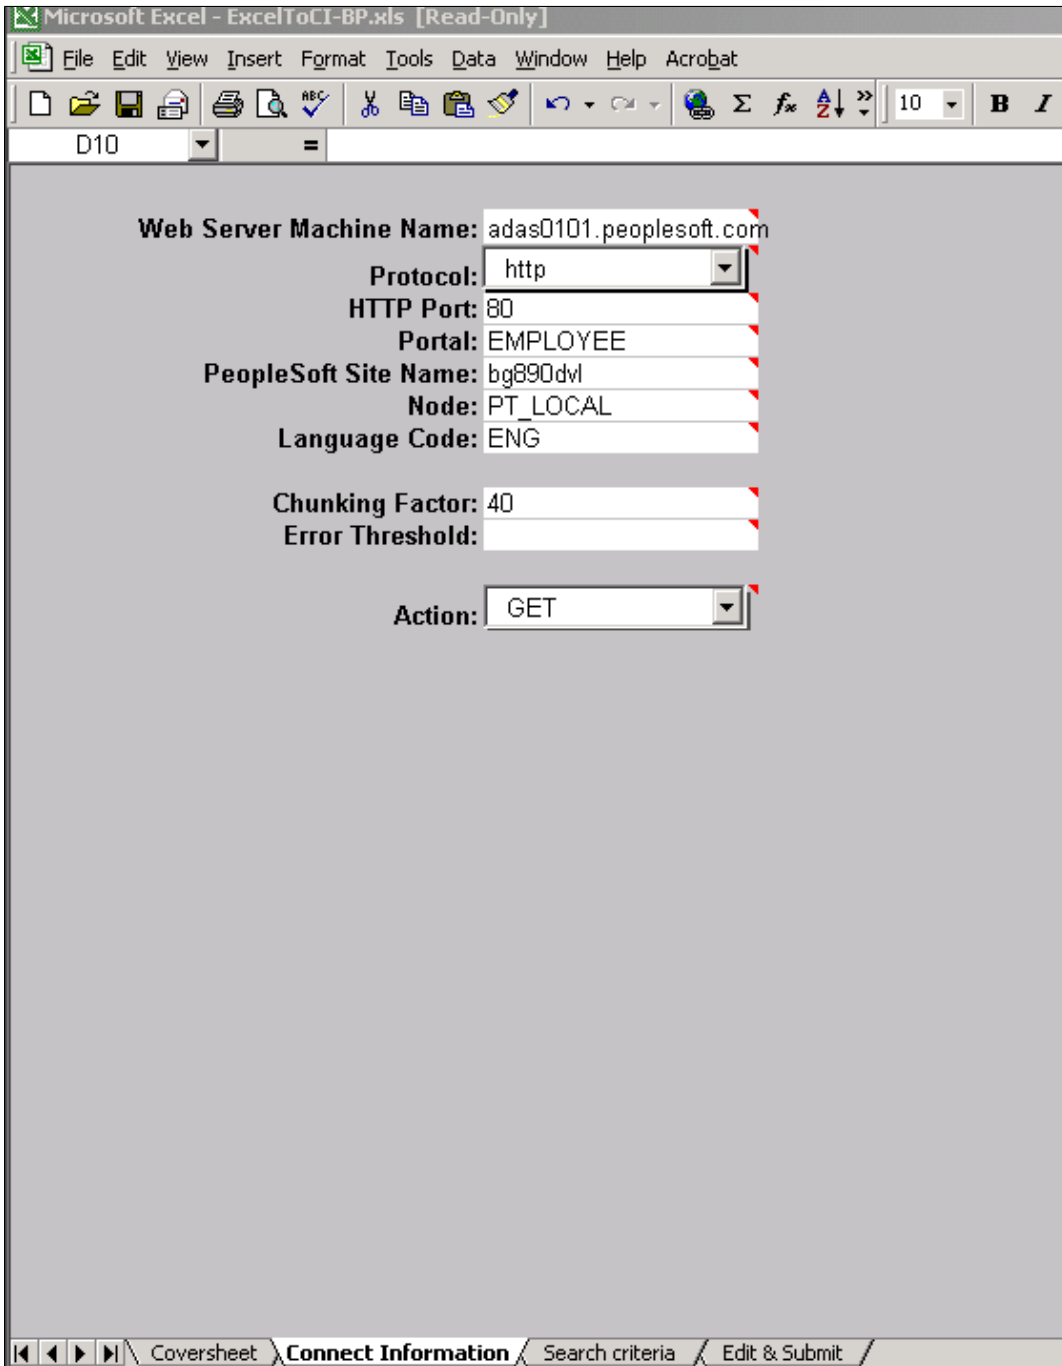 Microsoft Excel - ExcelToCI-BP.xls [Read-Only]
File Edit View Insert Format Tools Data Window Help Acrobat
ABC Σ fx A Z » 10 B I
D10 =
Web Server Machine Name: adas0101.peoplesoft.com
Protocol: http
HTTP Port: 80
Portal: EMPLOYEE
PeopleSoft Site Name: bg890dvl
Node: PT_LOCAL
Language Code: ENG
Chunking Factor: 40
Error Threshold:
Action: GET
Coversheet Connect Information Search criteria Edit & Submit